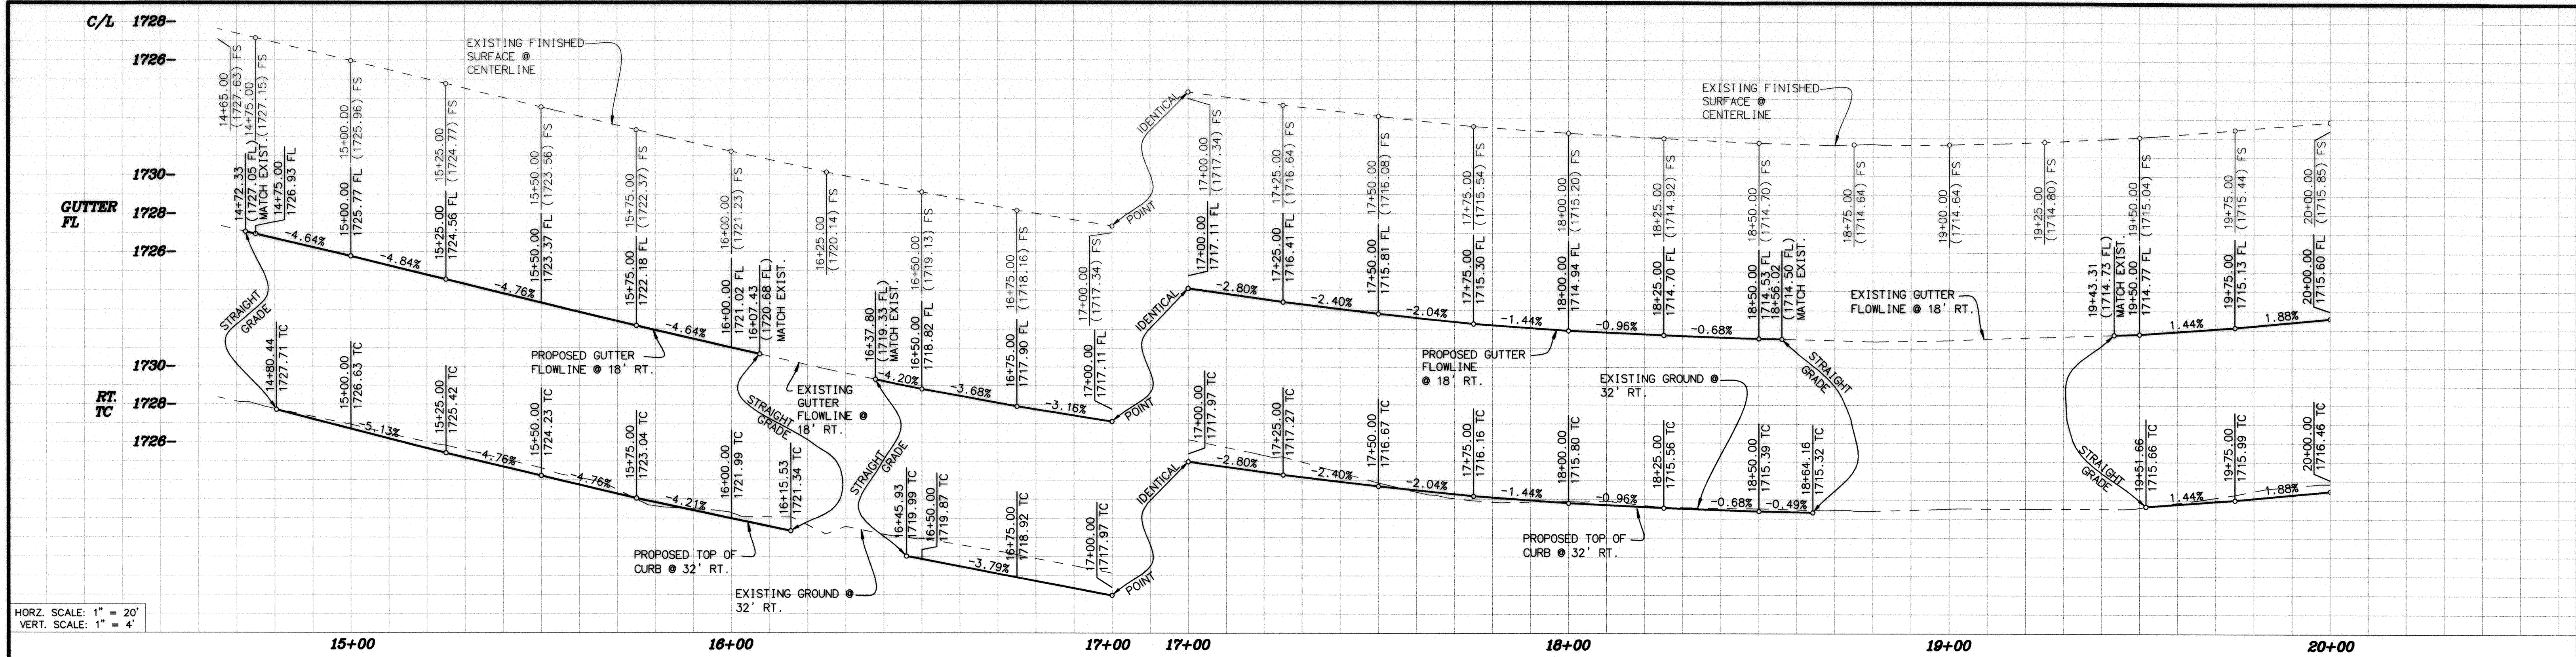 C/L 1728-
1726-
EXISTING FINISHED
SURFACE @
CENTERLINE
14+65.00
(1727.63) FS
14+75.00
(1727.15) FS
15+00.00
(1725.96) FS
15+25.00
(1724.77) FS
15+50.00
(1723.56) FS
15+75.00
(1722.37) FS
16+00.00
(1721.23) FS
16+25.00
(1720.14) FS
16+50.00
(1719.13) FS
16+75.00
(1718.16) FS
17+00.00
(1717.34) FS
IDENTICAL
POINT
17+00.00
(1717.34) FS
17+25.00
(1716.64) FS
17+50.00
(1716.08) FS
17+75.00
(1715.54) FS
18+00.00
(1715.20) FS
18+25.00
(1714.92) FS
18+50.00
(1714.70) FS
EXISTING FINISHED
SURFACE @
CENTERLINE
18+75.00
(1714.64) FS
19+00.00
(1714.64) FS
19+25.00
(1714.80) FS
19+50.00
(1715.04) FS
19+75.00
(1715.44) FS
20+00.00
(1715.85) FS
1730-
GUTTER
FL
1728-
1726-
14+72.33
(1727.05 FL)
MATCH EXIST.
14+75.00
1726.93 FL
-4.64%
15+00.00
1725.77 FL
-4.84%
15+25.00
1724.56 FL
-4.76%
15+50.00
1723.37 FL
15+75.00
1722.18 FL
-4.64%
16+00.00
1721.02 FL
16+07.43
(1720.68 FL)
MATCH EXIST.
PROPOSED GUTTER
FLOWLINE @ 18' RT.
EXISTING
GUTTER
FLOWLINE @
18' RT.
16+37.80
(1719.33 FL)
MATCH EXIST.
-4.20%
16+50.00
1718.82 FL
-3.68%
16+75.00
1717.90 FL
-3.16%
17+00.00
1717.11 FL
IDENTICAL
POINT
17+00.00
1717.11 FL
-2.80%
17+25.00
1716.41 FL
-2.40%
17+50.00
1715.81 FL
-2.04%
17+75.00
1715.30 FL
-1.44%
18+00.00
1714.94 FL
-0.96%
18+25.00
1714.70 FL
-0.68%
18+50.00
1714.53 FL
18+56.02
(1714.50 FL)
MATCH EXIST.
PROPOSED GUTTER
FLOWLINE
@ 18' RT.
EXISTING GUTTER
FLOWLINE @ 18' RT.
19+43.31
(1714.73 FL)
MATCH EXIST.
19+50.00
1714.77 FL
1.44%
19+75.00
1715.13 FL
1.88%
20+00.00
1715.60 FL
STRAIGHT
GRADE
STRAIGHT
GRADE
STRAIGHT
GRADE
STRAIGHT
GRADE
STRAIGHT
GRADE
1730-
RT.
TC
1728-
1726-
14+80.44
1727.71 TC
15+00.00
1726.63 TC
-5.13%
15+25.00
1725.42 TC
-4.76%
15+50.00
1724.23 TC
-4.76%
15+75.00
1723.04 TC
-4.21%
16+00.00
1721.99 TC
16+15.53
1721.34 TC
PROPOSED TOP OF
CURB @ 32' RT.
EXISTING GROUND @
32' RT.
16+45.93
1719.99 TC
16+50.00
1719.87 TC
-3.79%
16+75.00
1718.92 TC
17+00.00
1717.97 TC
IDENTICAL
POINT
17+00.00
1717.97 TC
-2.80%
17+25.00
1717.27 TC
-2.40%
17+50.00
1716.67 TC
-2.04%
17+75.00
1716.16 TC
-1.44%
18+00.00
1715.80 TC
-0.96%
18+25.00
1715.56 TC
-0.68%
18+50.00
1715.39 TC
-0.49%
18+64.16
1715.32 TC
EXISTING GROUND @
32' RT.
PROPOSED TOP OF
CURB @ 32' RT.
19+51.66
1715.66 TC
1.44%
19+75.00
1715.99 TC
1.88%
20+00.00
1716.46 TC
HORZ. SCALE: 1" = 20'
VERT. SCALE: 1" = 4'
15+00 16+00 17+00 17+00 18+00 19+00 20+00